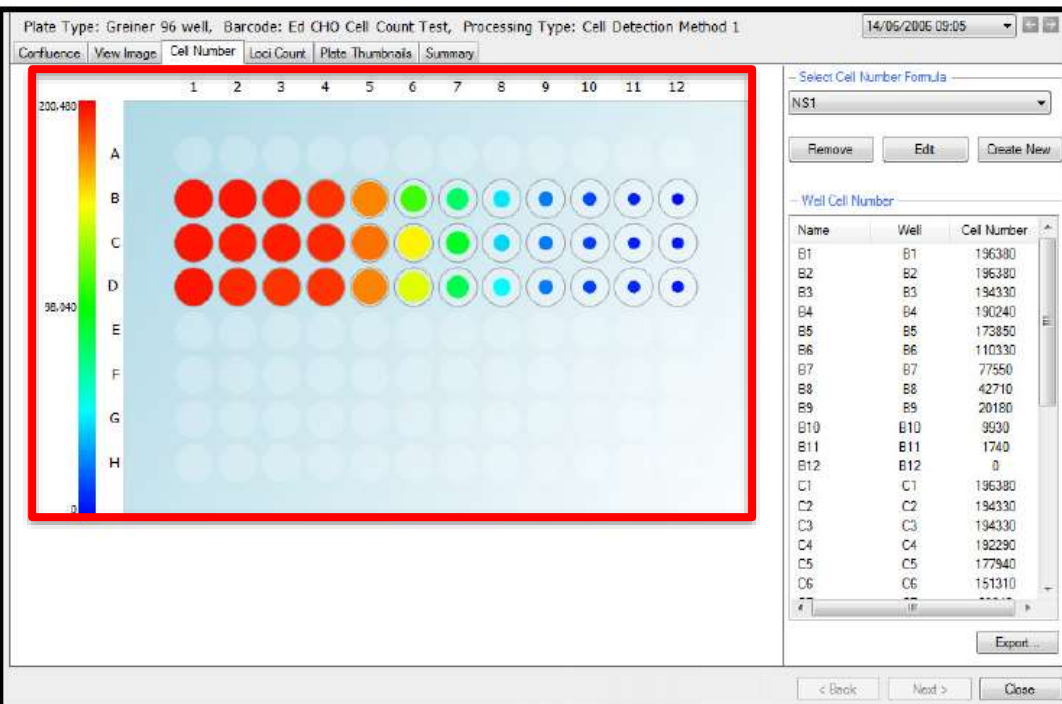 Plate Type: Greiner 96 well, Barcode: Ed CHO Cell Count Test, Processing Type: Cell Detection Method 1
14/06/2006 09:05
Confluence View Image Cell Number Loci Count Plate Thumbnails Summary
1 2 3 4 5 6 7 8 9 10 11 12
200,480
98,040
0
A
B
C
D
E
F
G
H
Select Cell Number Formula
NS1
Remove Edit Create New
Well Cell Number
Name Well Cell Number
B1 B1 196380
B2 B2 196380
B3 B3 194330
B4 B4 190240
B5 B5 173850
B6 B6 110330
B7 B7 77550
B8 B8 42710
B9 B9 20180
B10 B10 9930
B11 B11 1740
B12 B12 0
C1 C1 196380
C2 C2 194330
C3 C3 194330
C4 C4 192290
C5 C5 177940
C6 C6 151310
Export...
< Back Next > Close